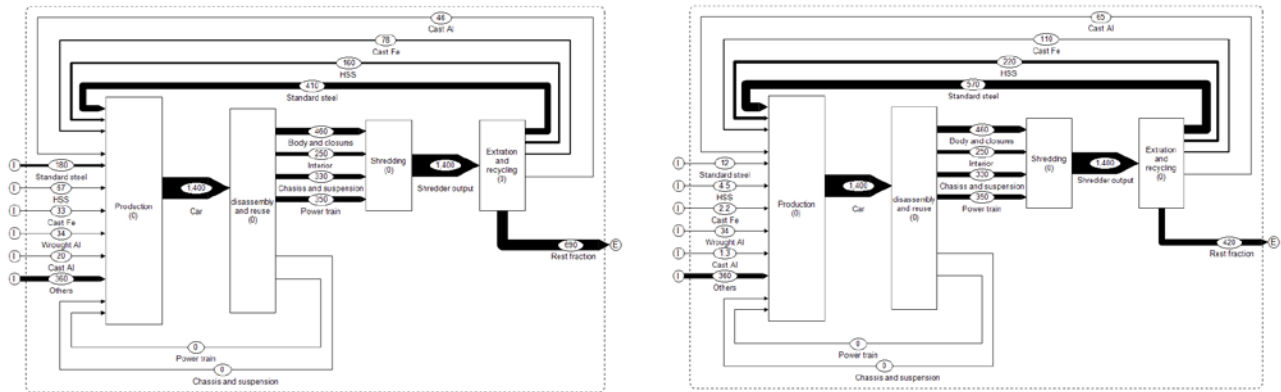 46
Cast Al
78
Cast Fe
160
HSS
410
Standard steel
I
180
Standard steel
I
67
HSS
I
33
Cast Fe
I
34
Wrought Al
I
20
Cast Al
I
360
Others
Production
(0)
1,400
Car
disassembly
and reuse
(0)
460
Body and closures
250
Interior
330
Chassis and suspension
350
Power train
Shredding
(0)
1,400
Shredder output
Extration
and
recycling
(0)
690
Rest fraction
E
0
Power train
0
Chassis and suspension
65
Cast Al
110
Cast Fe
220
HSS
570
Standard steel
I
12
Standard steel
I
4.5
HSS
I
2.2
Cast Fe
I
34
Wrought Al
I
1.3
Cast Al
I
360
Others
Production
(0)
1,400
Car
disassembly
and reuse
(0)
460
Body and closures
250
Interior
330
Chassis and suspension
350
Power train
Shredding
(0)
1,400
Shredder output
Extration
and
recycling
(0)
420
Rest fraction
E
0
Power train
0
Chassis and suspension